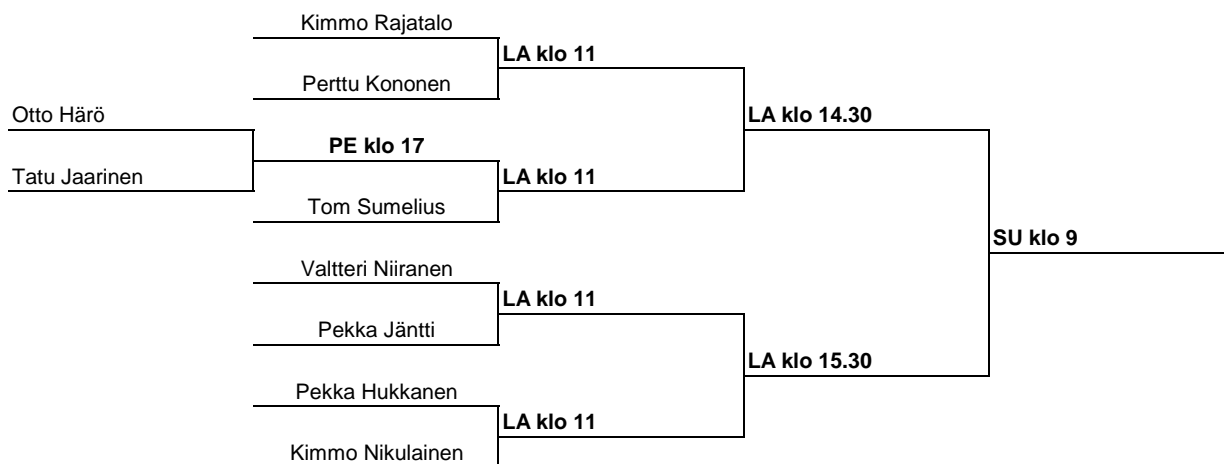 Kimmo Rajatalo
LA klo 11
Perttu Kononen
Otto Härö
LA klo 14.30
PE klo 17
Tatu Jaarinen
LA klo 11
Tom Sumelius
SU klo 9
Valtteri Niiranen
LA klo 11
Pekka Jäntti
LA klo 15.30
Pekka Hukkanen
LA klo 11
Kimmo Nikulainen